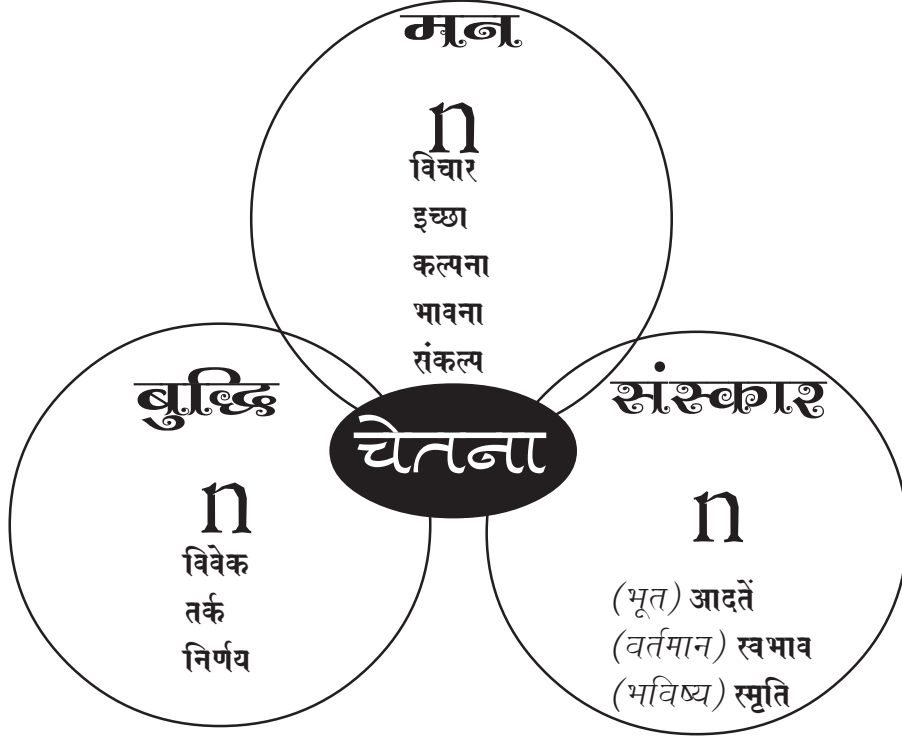 मन
n
विचार
इच्छा
कल्पना
भावना
संकल्प
बुद्धि
n
विवेक
तर्क
निर्णय
चेतना
संस्कार
n
(भूत) आदतें
(वर्तमान) स्वभाव
(भविष्य) स्मृति